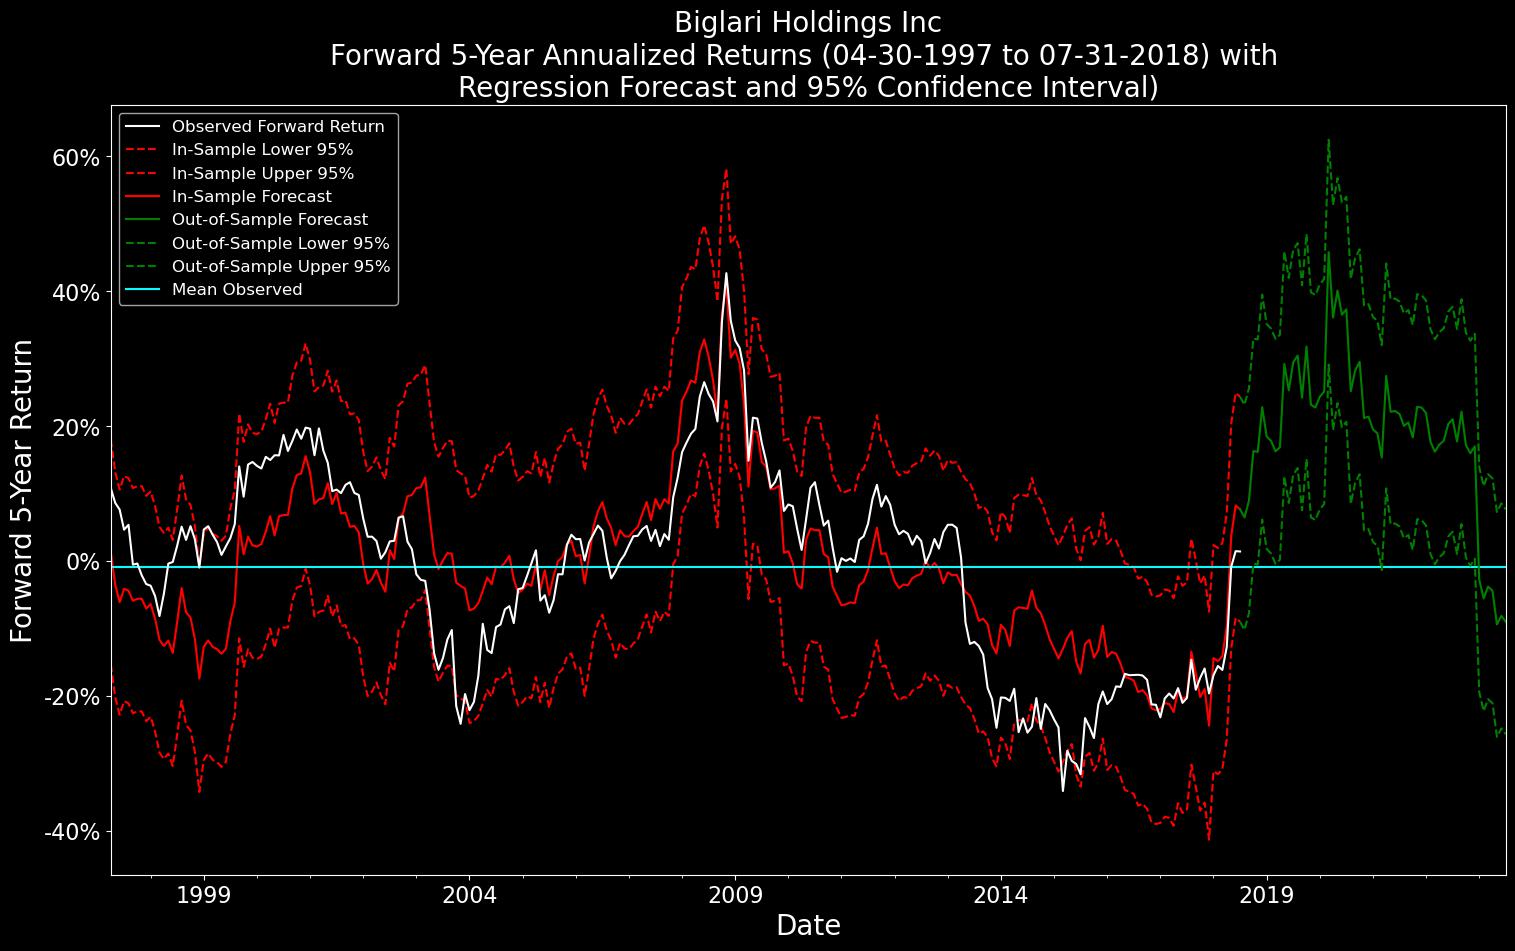 Biglari Holdings Inc
Forward 5-Year Annualized Returns (04-30-1997 to 07-31-2018) with
Regression Forecast and 95% Confidence Interval)
Observed Forward Return
In-Sample Lower 95%
In-Sample Upper 95%
In-Sample Forecast
Out-of-Sample Forecast
Out-of-Sample Lower 95%
Out-of-Sample Upper 95%
Mean Observed
Forward 5-Year Return
60%
40%
20%
0%
-20%
-40%
1999
2004
2009
2014
2019
Date